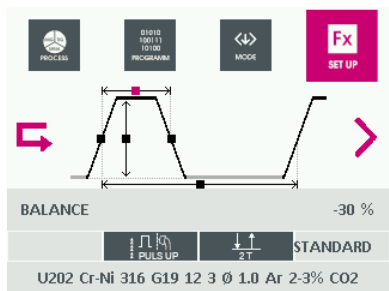 01010
100111
10100
Fx
PROCESS
PROGRAMM
MODE
SET UP
BALANCE -30 %
PULS UP
2T
STANDARD
U202 Cr-Ni 316 G19 12 3 Ø 1.0 Ar 2-3% CO2